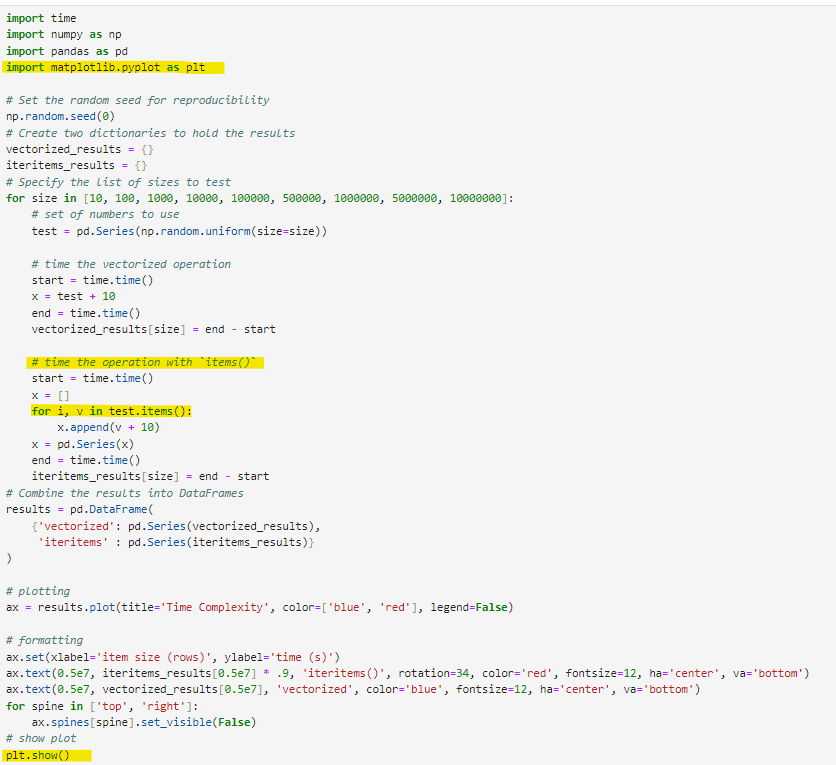 import time
import numpy as np
import pandas as pd
import matplotlib.pyplot as plt
# Set the random seed for reproducibility
np.random.seed(0)
# Create two dictionaries to hold the results
vectorized_results = {}
iteritems_results = {}
# Specify the list of sizes to test
for size in [10, 100, 1000, 10000, 100000, 500000, 1000000, 5000000, 10000000]:
    # set of numbers to use
    test = pd.Series(np.random.uniform(size=size))
    # time the vectorized operation
    start = time.time()
    x = test + 10
    end = time.time()
    vectorized_results[size] = end - start
    # time the operation with `items()`
    start = time.time()
    x = []
    for i, v in test.items():
        x.append(v + 10)
    x = pd.Series(x)
    end = time.time()
    iteritems_results[size] = end - start
# Combine the results into DataFrames
results = pd.DataFrame(
    {'vectorized': pd.Series(vectorized_results),
     'iteritems' : pd.Series(iteritems_results)}
)
# plotting
ax = results.plot(title='Time Complexity', color=['blue', 'red'], legend=False)
# formatting
ax.set(xlabel='item size (rows)', ylabel='time (s)')
ax.text(0.5e7, iteritems_results[0.5e7] * .9, 'iteritems()', rotation=34, color='red', fontsize=12, ha='center', va='bottom')
ax.text(0.5e7, vectorized_results[0.5e7], 'vectorized', color='blue', fontsize=12, ha='center', va='bottom')
for spine in ['top', 'right']:
    ax.spines[spine].set_visible(False)
# show plot
plt.show()